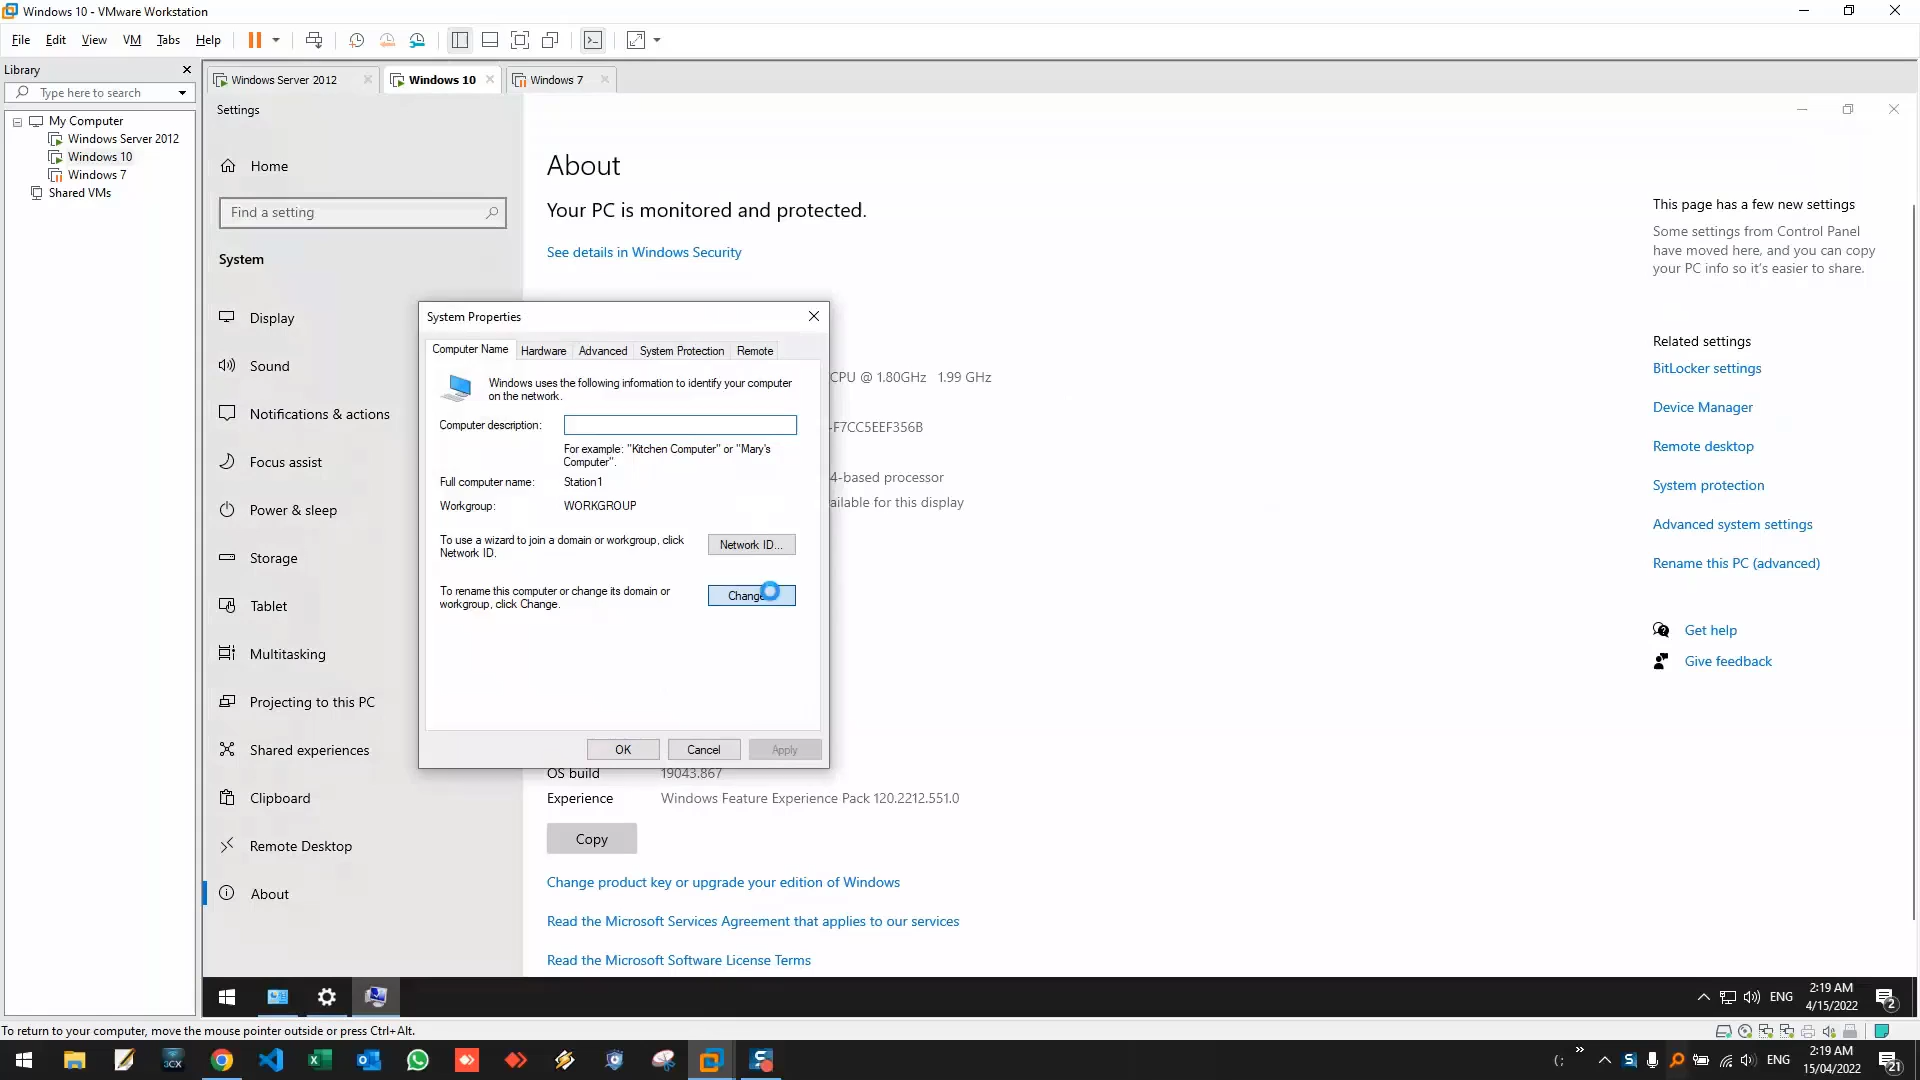 Windows 10 - VMware Workstation
File Edit View VM Tabs Help
Library
Type here to search
My Computer
Windows Server 2012
Windows 10
Windows 7
Shared VMs
Windows Server 2012
Windows 10
Windows 7
Settings
Home
Find a setting
System
Display
Sound
Notifications & actions
Focus assist
Power & sleep
Storage
Tablet
Multitasking
Projecting to this PC
Shared experiences
Clipboard
Remote Desktop
About
About
Your PC is monitored and protected.
See details in Windows Security
CPU @ 1.80GHz 1.99 GHz
-F7CC5EEF356B
4-based processor
ailable for this display
System Properties
Computer Name Hardware Advanced System Protection Remote
Windows uses the following information to identify your computer
on the network.
Computer description:
For example: "Kitchen Computer" or "Mary's
Computer".
Full computer name: Station1
Workgroup: WORKGROUP
To use a wizard to join a domain or workgroup, click
Network ID.
Network ID...
To rename this computer or change its domain or
workgroup, click Change.
Change
OK Cancel Apply
OS build 19043.867
Experience Windows Feature Experience Pack 120.2212.551.0
Copy
Change product key or upgrade your edition of Windows
Read the Microsoft Services Agreement that applies to our services
Read the Microsoft Software License Terms
This page has a few new settings
Some settings from Control Panel
have moved here, and you can copy
your PC info so it's easier to share.
Related settings
BitLocker settings
Device Manager
Remote desktop
System protection
Advanced system settings
Rename this PC (advanced)
Get help
Give feedback
ENG
2:19 AM
4/15/2022
2
To return to your computer, move the mouse pointer outside or press Ctrl+Alt.
3CX
ENG
2:19 AM
15/04/2022
21